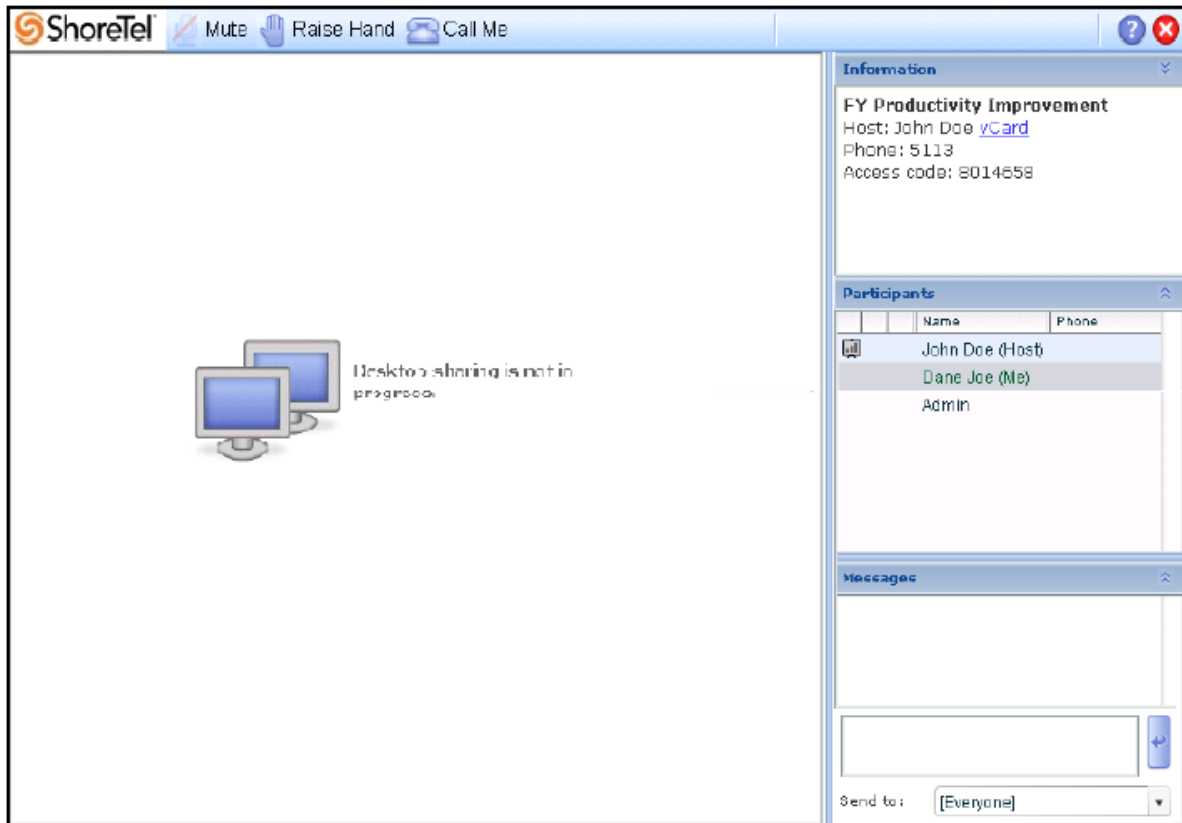 ShoreTel Mute Raise Hand Call Me ?
Information
FY Productivity Improvement
Host: John Doe vCard
Phone: 5113
Access code: 8014658
Desktop sharing is not in
progress.
Participants
Name Phone
John Doe (Host)
Dane Joe (Me)
Admin
Messages
Send to: [Everyone]